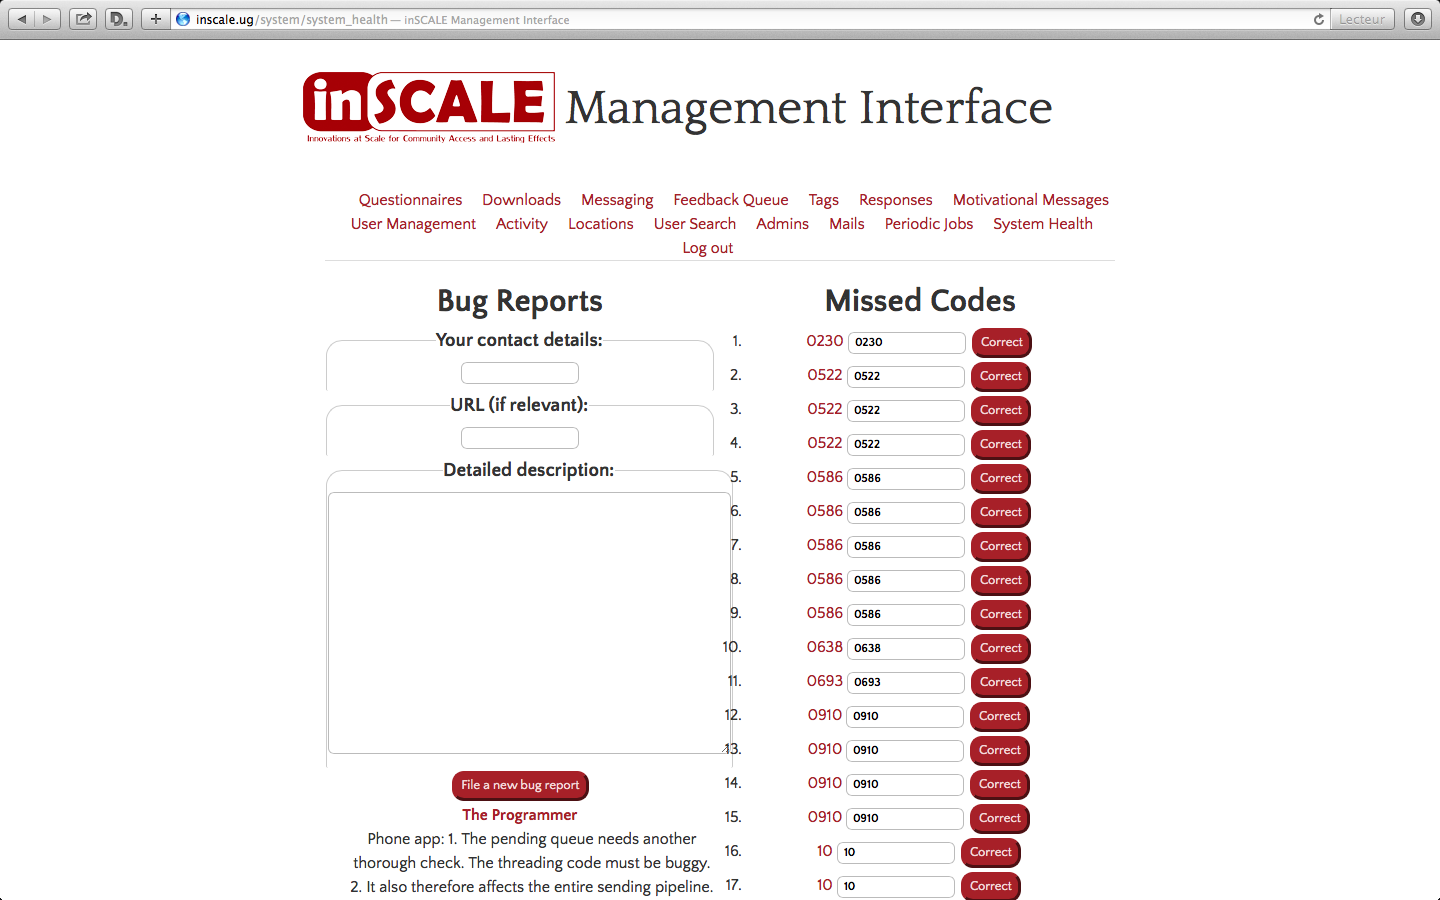 inscale.ug/system/system_health — inSCALE Management Interface
Lecteur
inSCALE
Innovations at Scale for Community Access and Lasting Effects
Management Interface
Questionnaires Downloads Messaging Feedback Queue Tags Responses Motivational Messages
User Management Activity Locations User Search Admins Mails Periodic Jobs System Health
Log out
Bug Reports
Your contact details:
URL (if relevant):
Detailed description:
File a new bug report
The Programmer
Phone app: 1. The pending queue needs another
thorough check. The threading code must be buggy.
2. It also therefore affects the entire sending pipeline.
Missed Codes
1. 0230 0230 Correct
2. 0522 0522 Correct
3. 0522 0522 Correct
4. 0522 0522 Correct
5. 0586 0586 Correct
6. 0586 0586 Correct
7. 0586 0586 Correct
8. 0586 0586 Correct
9. 0586 0586 Correct
10. 0638 0638 Correct
11. 0693 0693 Correct
12. 0910 0910 Correct
13. 0910 0910 Correct
14. 0910 0910 Correct
15. 0910 0910 Correct
16. 10 10 Correct
17. 10 10 Correct